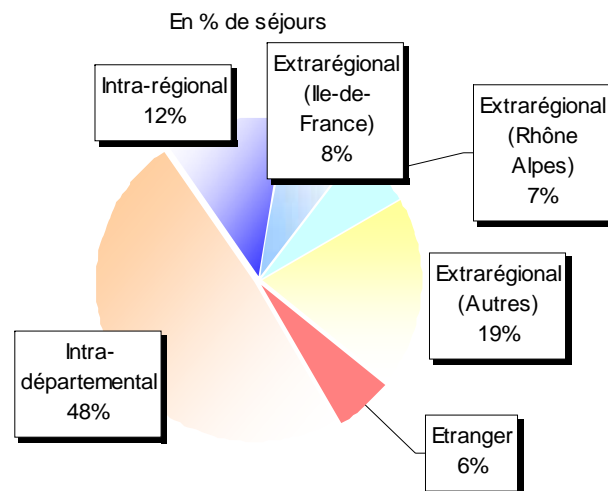 En % de séjours
Intra-régional
12%
Extrarégional
(Ile-de-
France)
8%
Extrarégional
(Rhône
Alpes)
7%
Extrarégional
(Autres)
19%
Intra-
départemental
48%
Etranger
6%